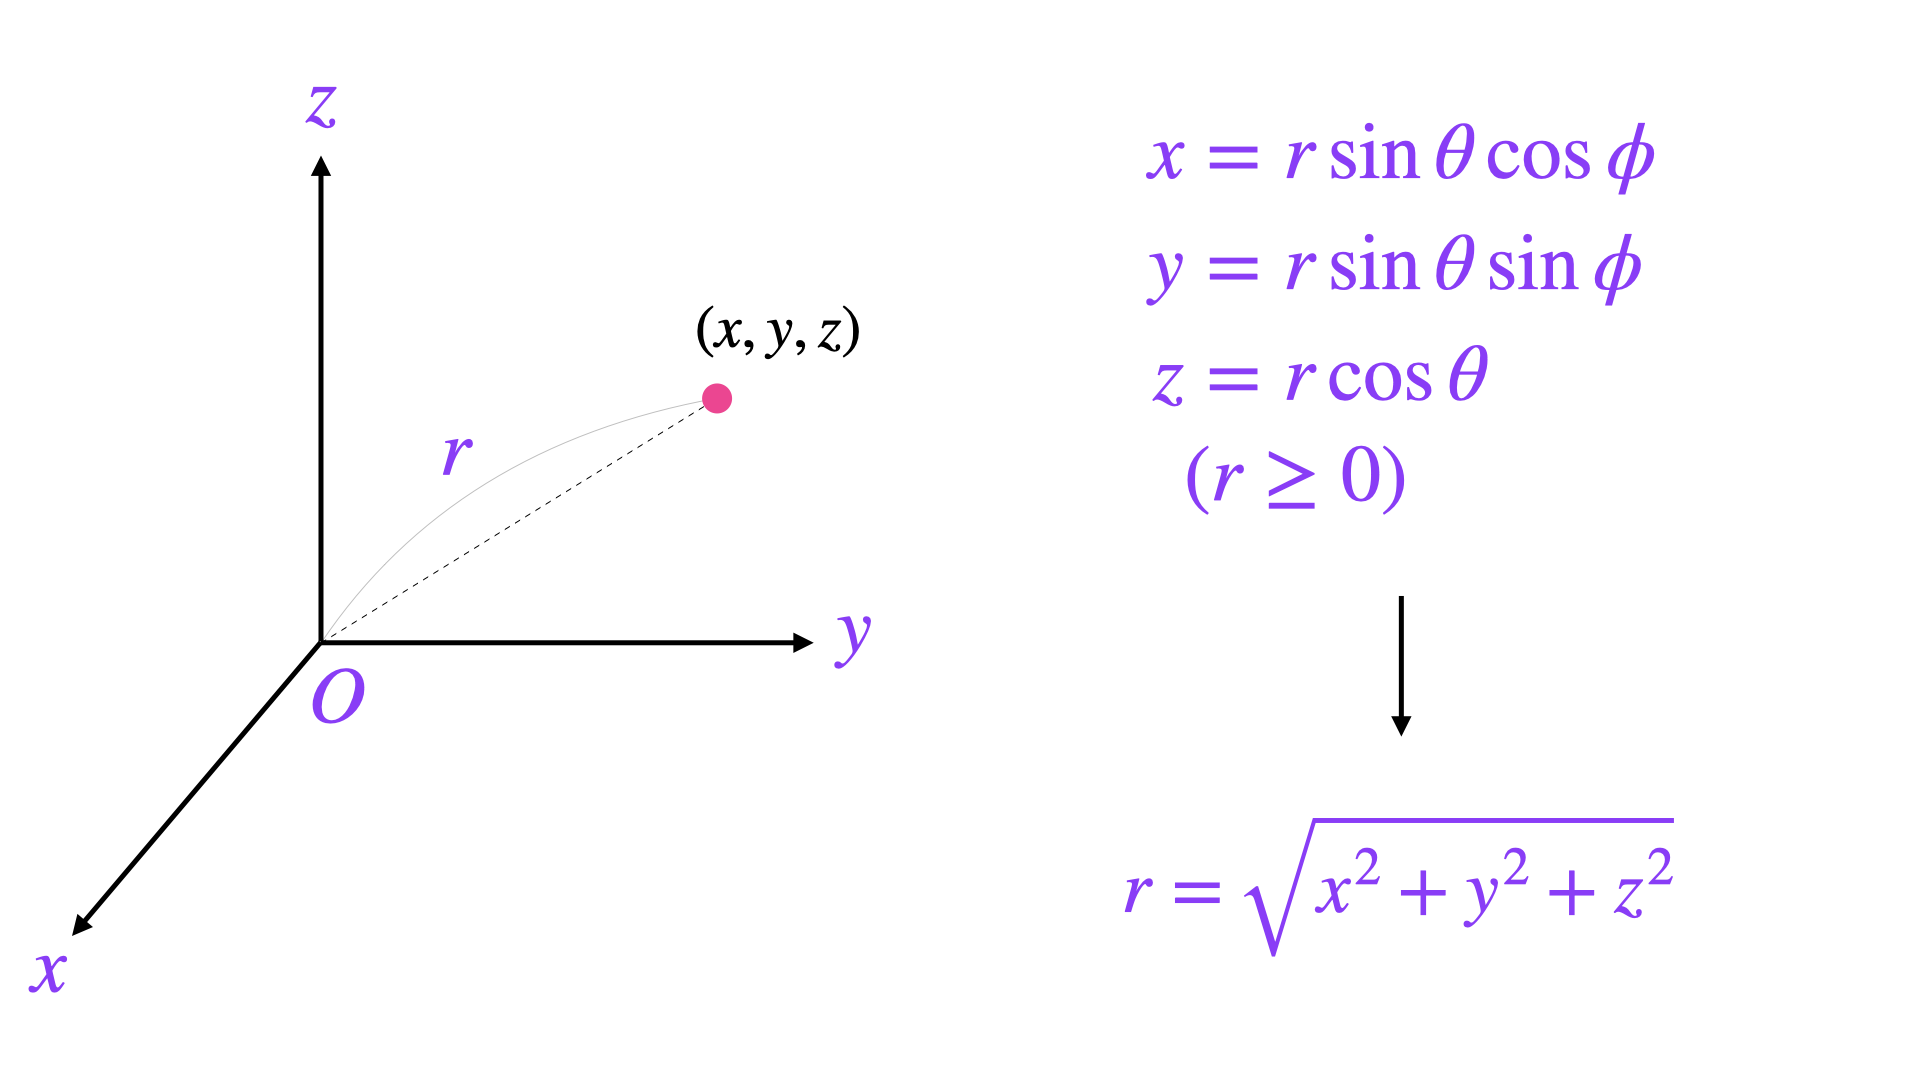 z
(x, y, z)
r
y
O
x
x = r sin θ cos ϕ
y = r sin θ sin ϕ
z = r cos θ
(r ≥ 0)
r = √(x² + y² + z²)